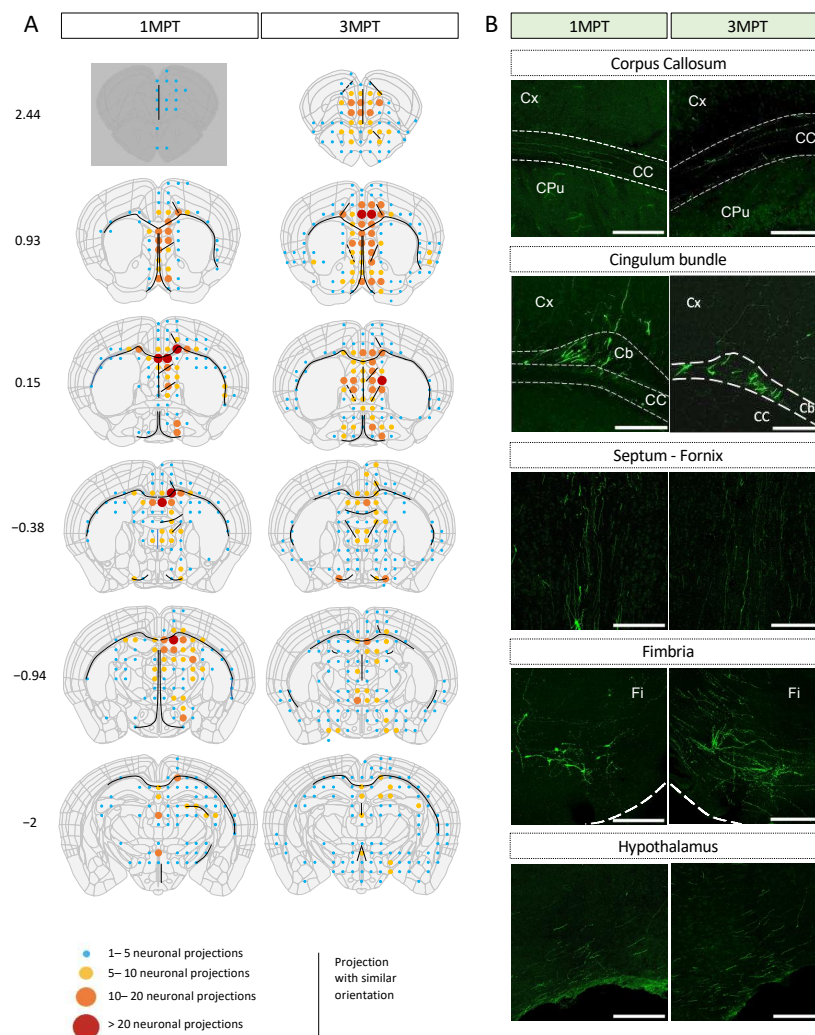 A
1MPT
3MPT
2.44
0.93
0.15
−0.38
−0.94
−2
1– 5 neuronal projections
5– 10 neuronal projections
10– 20 neuronal projections
> 20 neuronal projections
Projection
with similar
orientation
B
1MPT
3MPT
Corpus Callosum
Cx
CC
CPu
Cx
CC
CPu
Cingulum bundle
Cx
Cb
CC
Cx
CC
Cb
Septum - Fornix
Fimbria
Fi
Fi
Hypothalamus